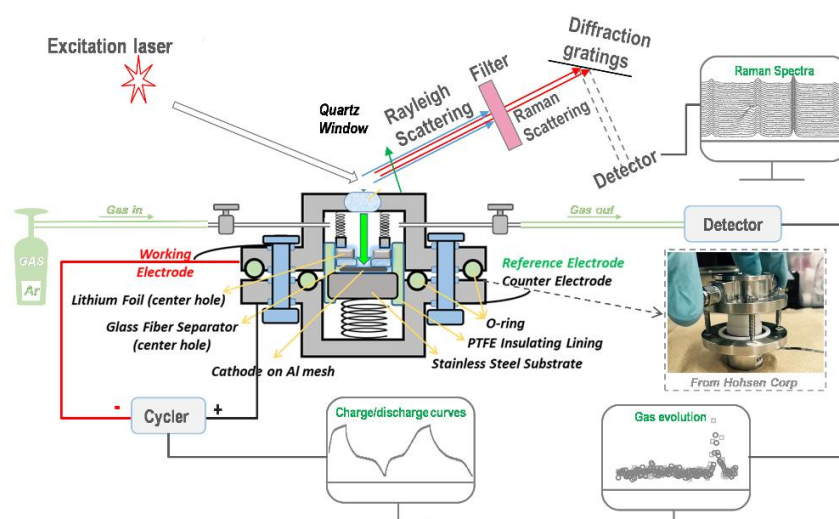 Excitation laser
Diffraction
gratings
Filter
Rayleigh
Scattering
Raman
Scattering
Quartz
Window
Raman Spectra
Detector
Gas in
Gas out
Detector
GAS
Ar
Working
Electrode
Reference Electrode
Counter Electrode
Lithium Foil (center hole)
Glass Fiber Separator
(center hole)
Cathode on Al mesh
O-ring
PTFE Insulating Lining
Stainless Steel Substrate
From Hohsen Corp
- Cycler +
Charge/discharge curves
Gas evolution